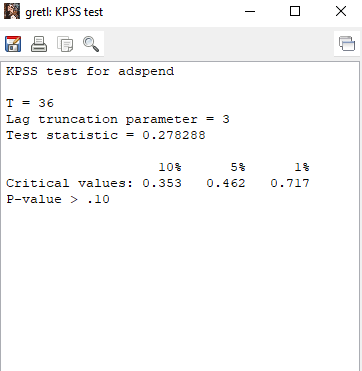 gretl: KPSS test
KPSS test for adspend
T = 36
Lag truncation parameter = 3
Test statistic = 0.278288
10% 5% 1%
Critical values: 0.353 0.462 0.717
P-value > .10